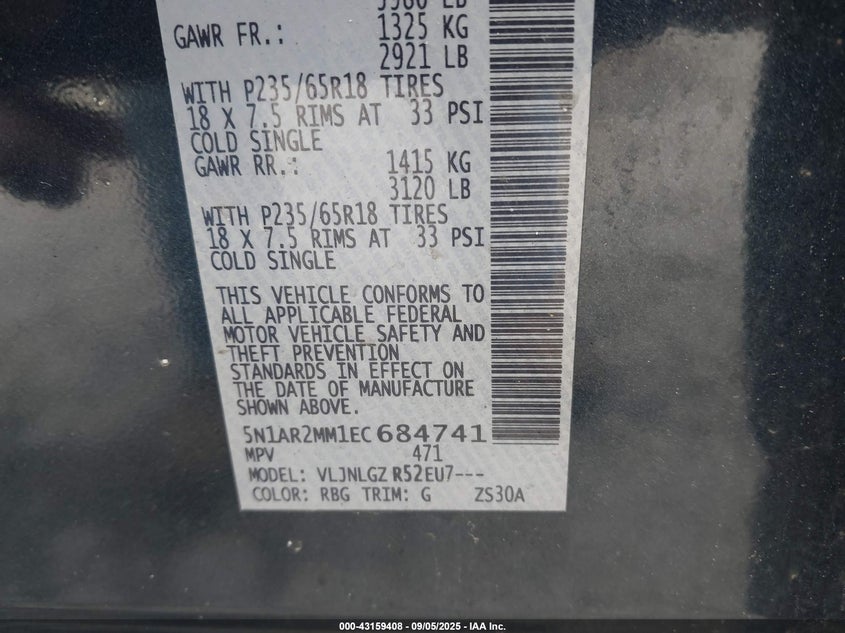 GAWR FR.: 1325 KG
2921 LB
WITH P235/65R18 TIRES
18 X 7.5 RIMS AT 33 PSI
COLD SINGLE
GAWR RR.: 1415 KG
3120 LB
WITH P235/65R18 TIRES
18 X 7.5 RIMS AT 33 PSI
COLD SINGLE
THIS VEHICLE CONFORMS TO
ALL APPLICABLE FEDERAL
MOTOR VEHICLE SAFETY AND
THEFT PREVENTION
STANDARDS IN EFFECT ON
THE DATE OF MANUFACTURE
SHOWN ABOVE.
5N1AR2MM1EC684741
MPV 471
MODEL: VLJNLGZ R52EU7---
COLOR: RBG TRIM: G ZS30A
000-43159408 - 09/05/2025 - IAA Inc.